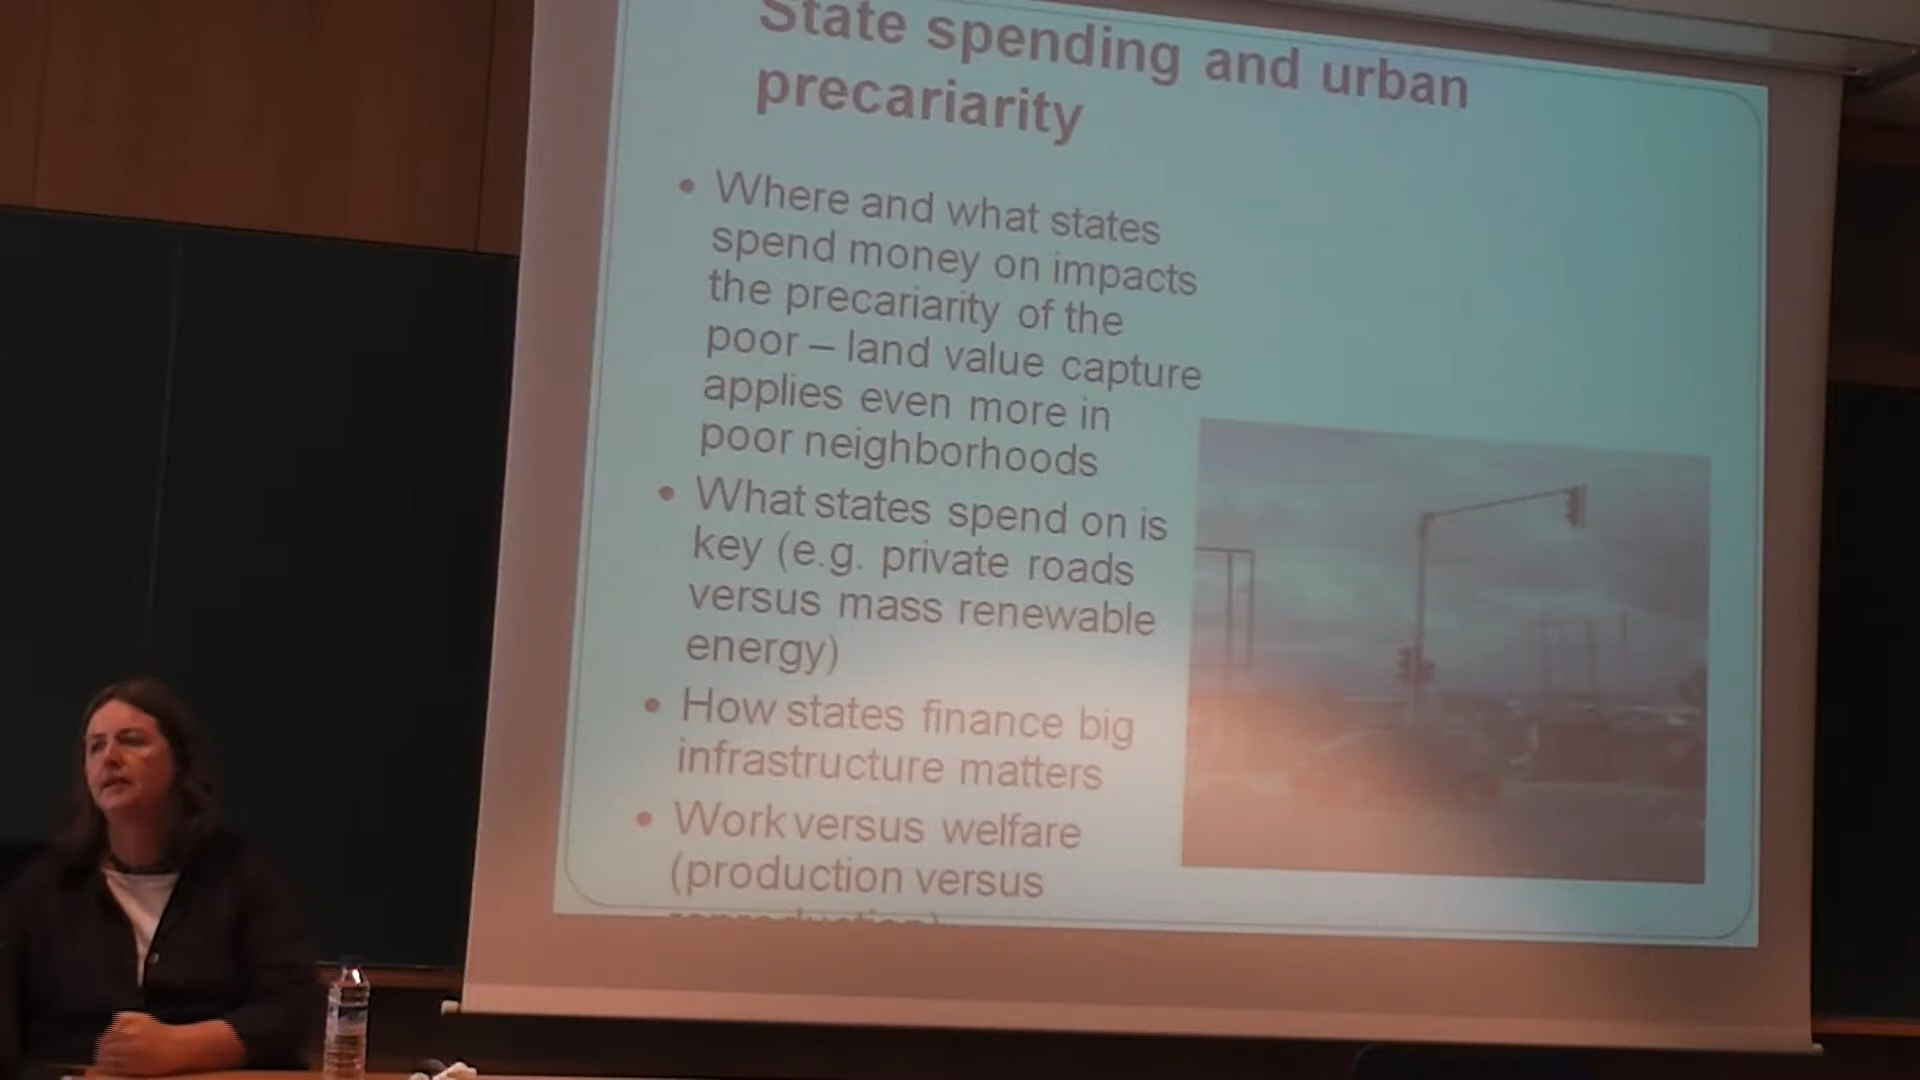 State spending and urban
precariarity
• Where and what states
spend money on impacts
the precariarity of the
poor – land value capture
applies even more in
poor neighborhoods
• What states spend on is
key (e.g. private roads
versus mass renewable
energy)
• How states finance big
infrastructure matters
• Work versus welfare
(production versus
reproduction)